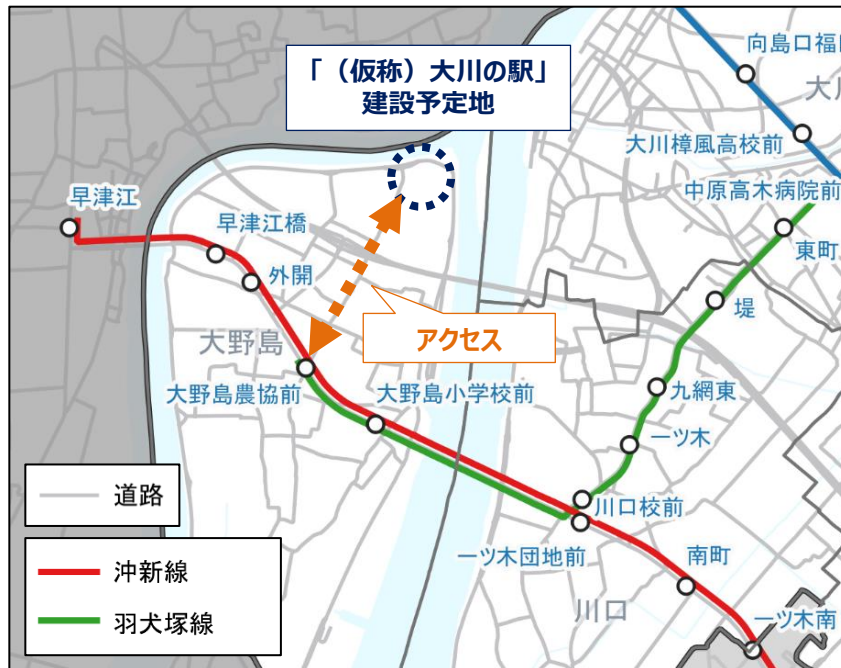 「（仮称）大川の駅」
建設予定地
向島口福
大川
大川樟風高校前
中原高木病院前
早津江
早津江橋
東町
外開
堤
アクセス
大野島
大野島農協前
大野島小学校前
九網東
一ツ木
道路
川口校前
一ツ木団地前
南町
沖新線
羽犬塚線
川口
一ツ木南